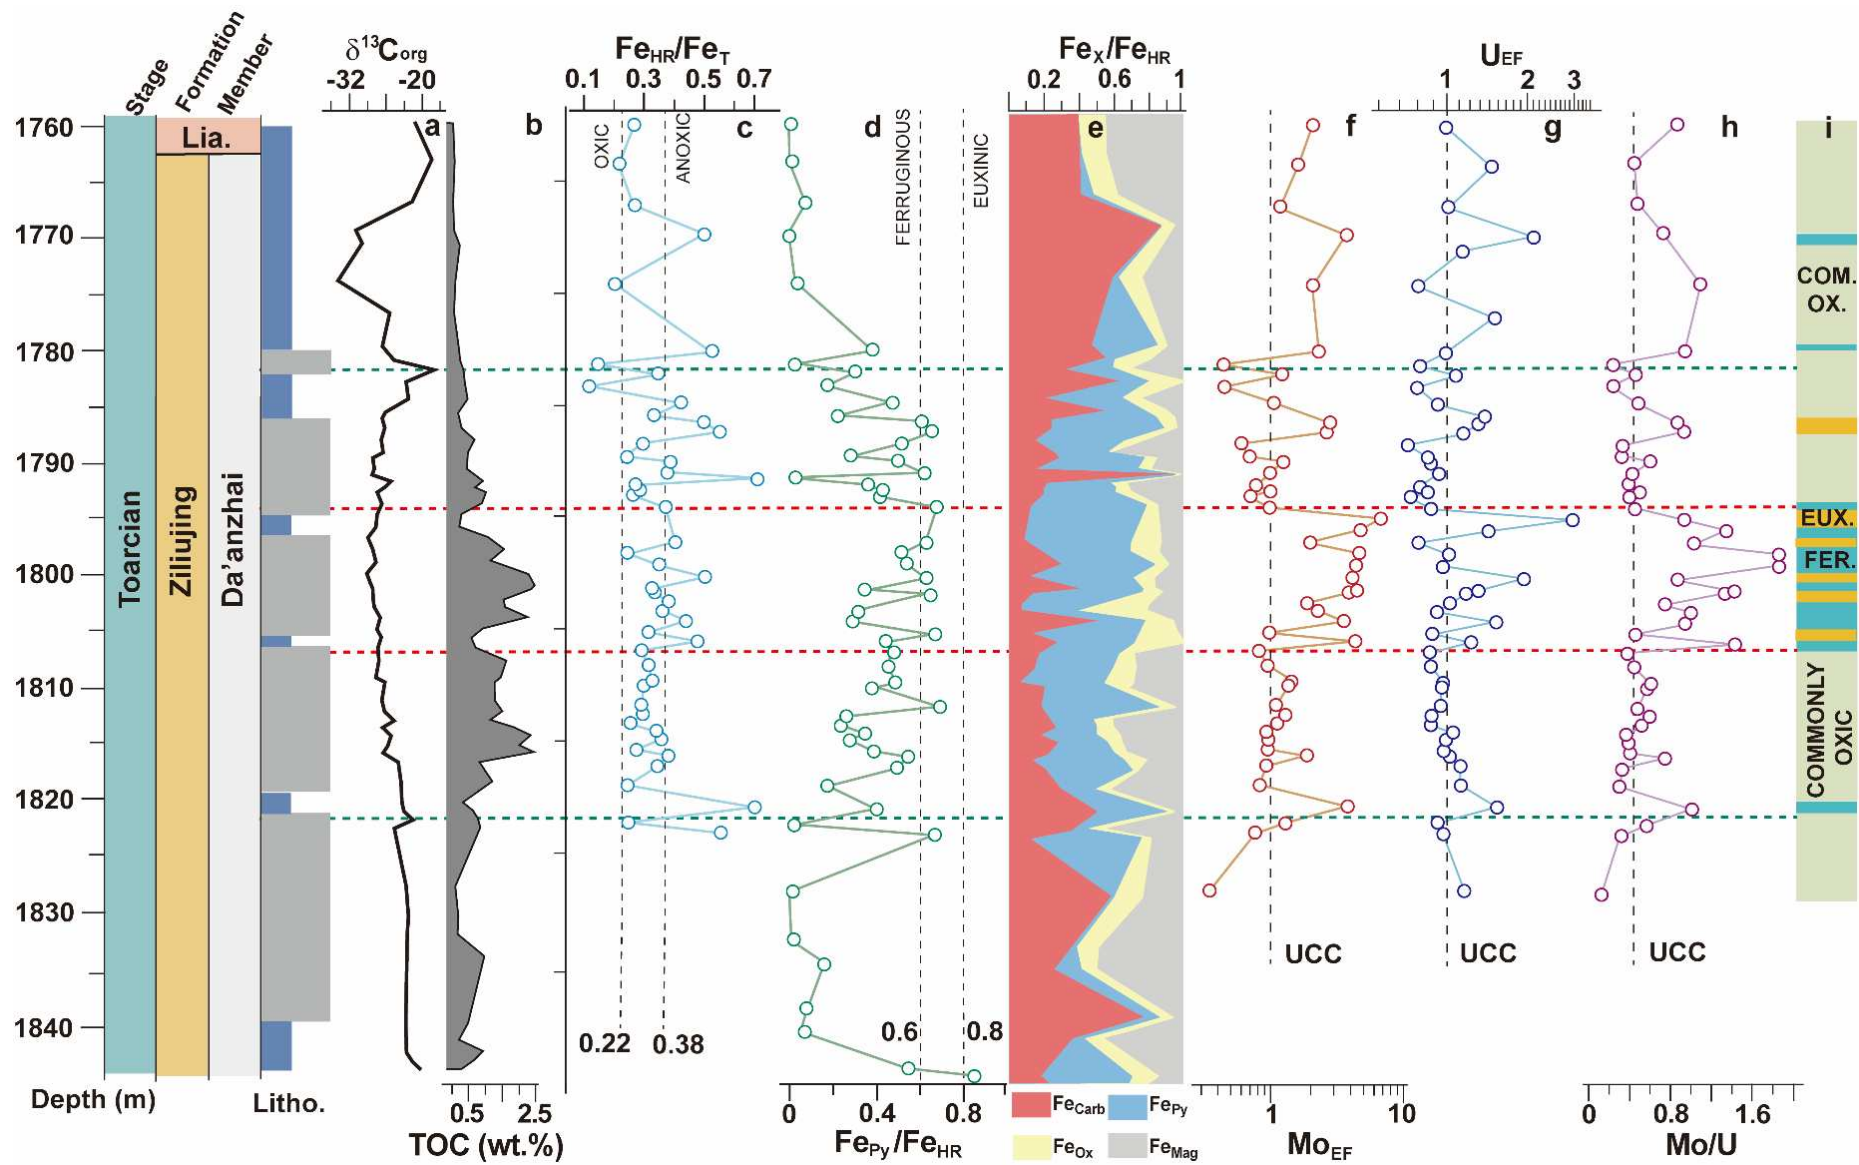 Stage
Formation
Member
δ13Corg
-32 -20
FeHR/FeT
0.1 0.3 0.5 0.7
FeX/FeHR
0.2 0.6 1
UEF
1 2 3
a b c d e f g h i
1760
1770
1780
1790
1800
1810
1820
1830
1840
Lia.
Toarcian
Ziliujing
Da'anzhai
OXIC
ANOXIC
FERRUGINOUS
EUXINIC
COM.
OX.
EUX.
FER.
COMMONLY
OXIC
UCC
UCC
UCC
0.22 0.38
0.6 0.8
Depth (m)
Litho.
0.5 2.5
TOC (wt.%)
0 0.4 0.8
FePy/FeHR
FeCarb FePy
FeOx FeMag
1 10
MoEF
0 0.8 1.6
Mo/U